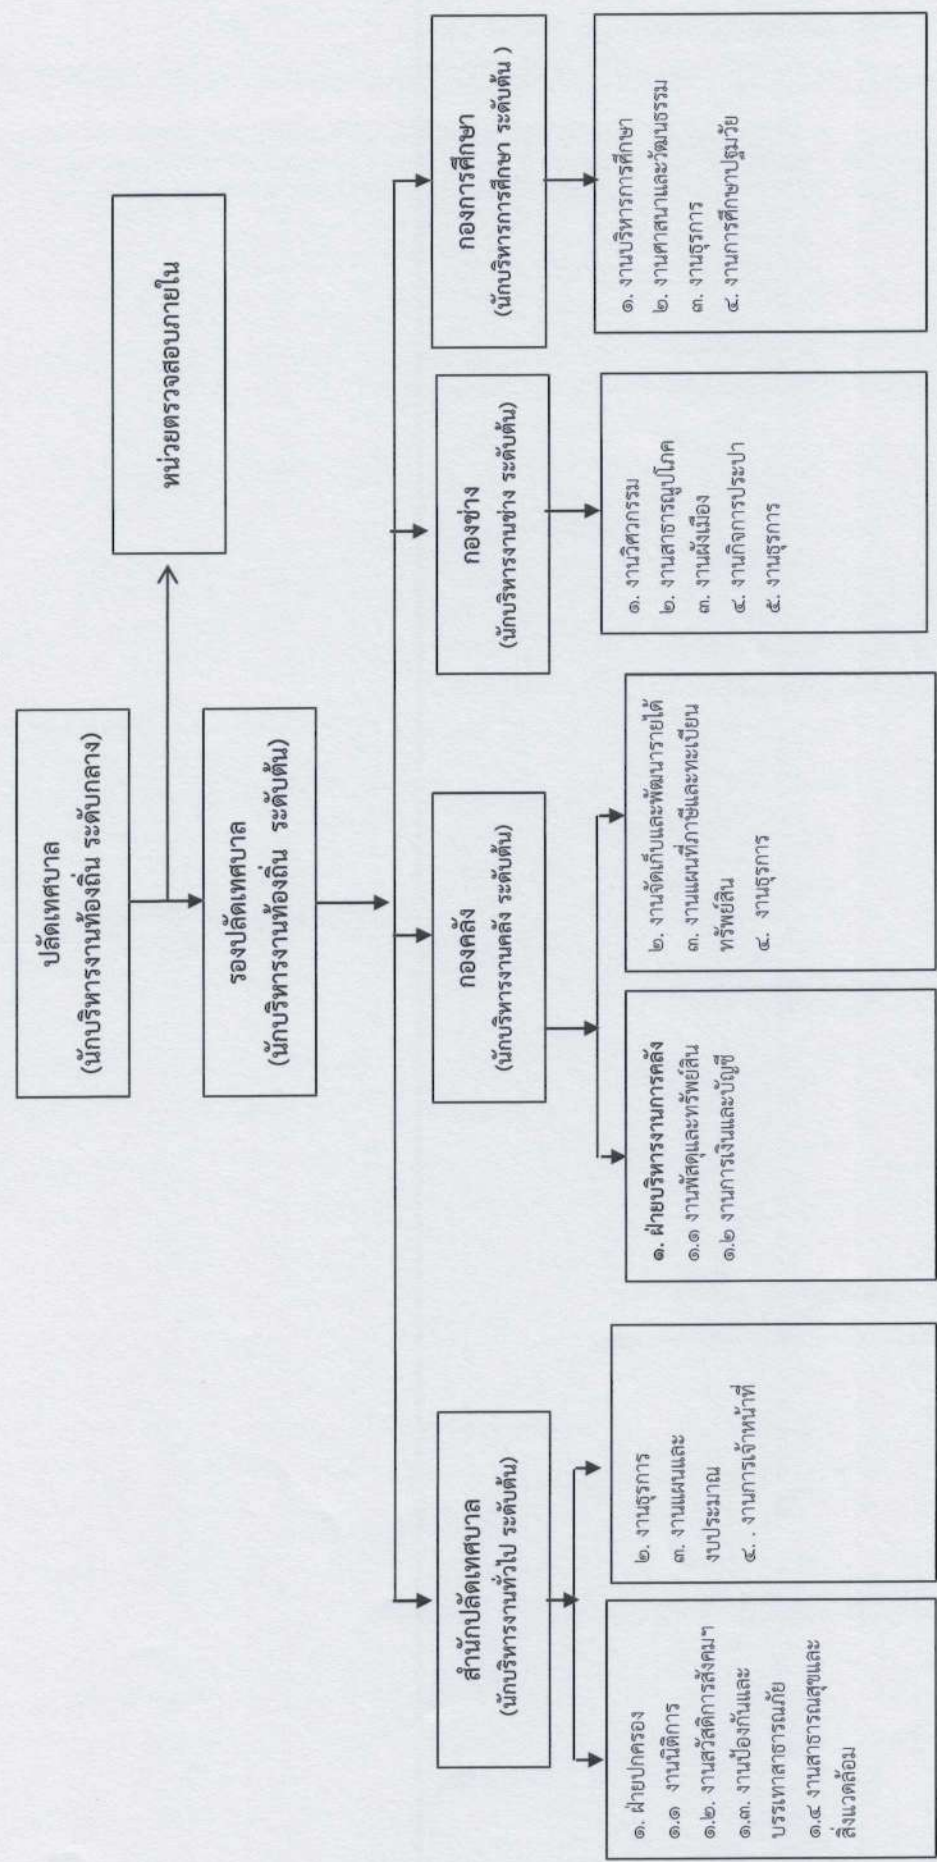 ปลัดเทศบาล
(นักบริหารงานท้องถิ่น ระดับกลาง)
หน่วยตรวจสอบภายใน
รองปลัดเทศบาล
(นักบริหารงานท้องถิ่น ระดับต้น)
สำนักปลัดเทศบาล
(นักบริหารงานทั่วไป ระดับต้น)
กองคลัง
(นักบริหารงานคลัง ระดับต้น)
กองช่าง
(นักบริหารงานช่าง ระดับต้น)
กองการศึกษา
(นักบริหารการศึกษา ระดับต้น )
๑. ฝ่ายปกครอง
๑.๑ งานนิติการ
๑.๒. งานสวัสดิการสังคมฯ
๑.๓. งานป้องกันและ
บรรเทาสาธารณภัย
๑.๔ งานสาธารณสุขและ
สิ่งแวดล้อม
๒. งานธุรการ
๓. งานแผนและ
งบประมาณ
๔. . งานการเจ้าหน้าที่
๑. ฝ่ายบริหารงานการคลัง
๑.๑ งานพัสดุและทรัพย์สิน
๑.๒ งานการเงินและบัญชี
๒. งานจัดเก็บและพัฒนารายได้
๓. งานแผนที่ภาษีและทะเบียน
ทรัพย์สิน
๔. งานธุรการ
๑. งานวิศวกรรม
๒. งานสาธารณูปโภค
๓. งานผังเมือง
๔. งานกิจการประปา
๕. งานธุรการ
๑. งานบริหารการศึกษา
๒. งานศาสนาและวัฒนธรรม
๓. งานธุรการ
๔. งานการศึกษาปฐมวัย